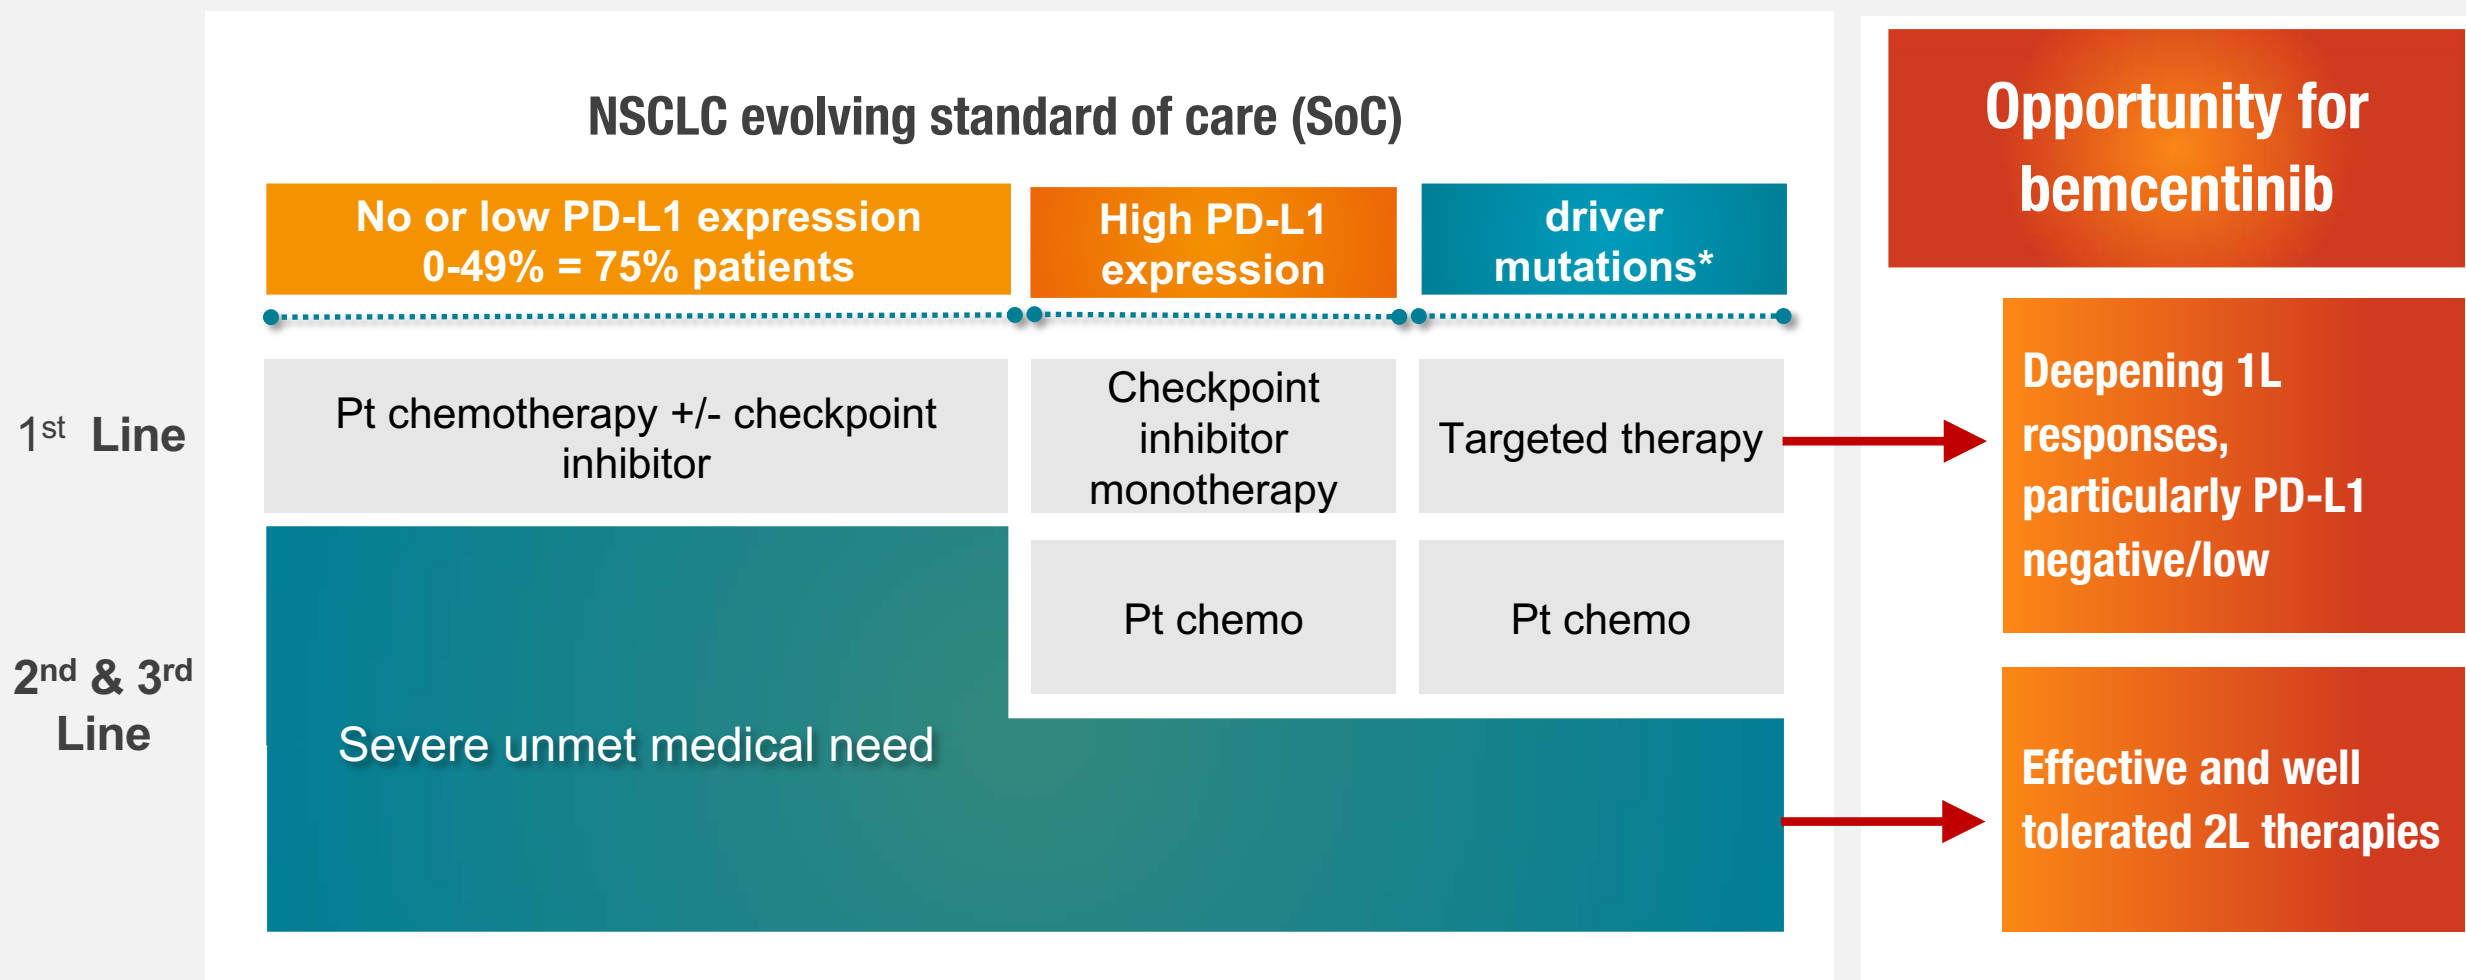 NSCLC evolving standard of care (SoC)
Opportunity for
bemcentinib
No or low PD-L1 expression
0-49% = 75% patients
High PD-L1
expression
driver
mutations*
1st Line
Pt chemotherapy +/- checkpoint
inhibitor
Checkpoint
inhibitor
monotherapy
Targeted therapy
Deepening 1L
responses,
particularly PD-L1
negative/low
2nd & 3rd
Line
Pt chemo
Pt chemo
Severe unmet medical need
Effective and well
tolerated 2L therapies